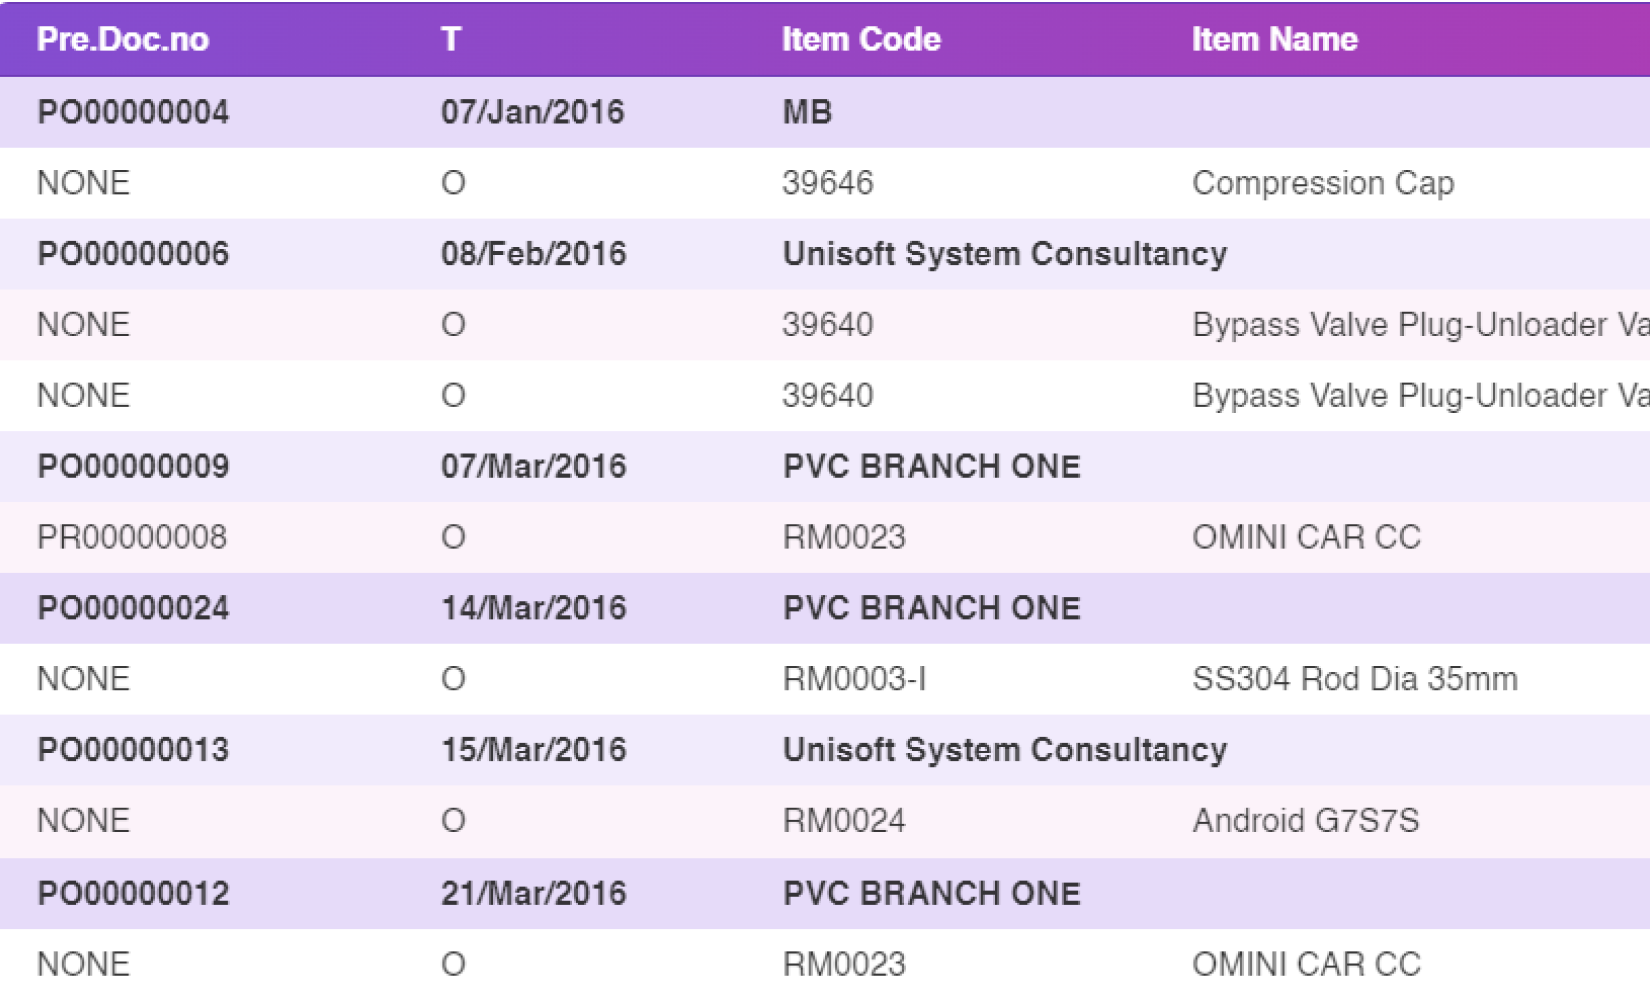 Pre.Doc.no T Item Code Item Name
PO00000004 07/Jan/2016 MB
NONE O 39646 Compression Cap
PO00000006 08/Feb/2016 Unisoft System Consultancy
NONE O 39640 Bypass Valve Plug-Unloader
NONE O 39640 Bypass Valve Plug-Unloader
PO00000009 07/Mar/2016 PVC BRANCH ONE
PR00000008 O RM0023 OMINI CAR CC
PO00000024 14/Mar/2016 PVC BRANCH ONE
NONE O RM0003-I SS304 Rod Dia 35mm
PO00000013 15/Mar/2016 Unisoft System Consultancy
NONE O RM0024 Android G7S7S
PO00000012 21/Mar/2016 PVC BRANCH ONE
NONE O RM0023 OMINI CAR CC